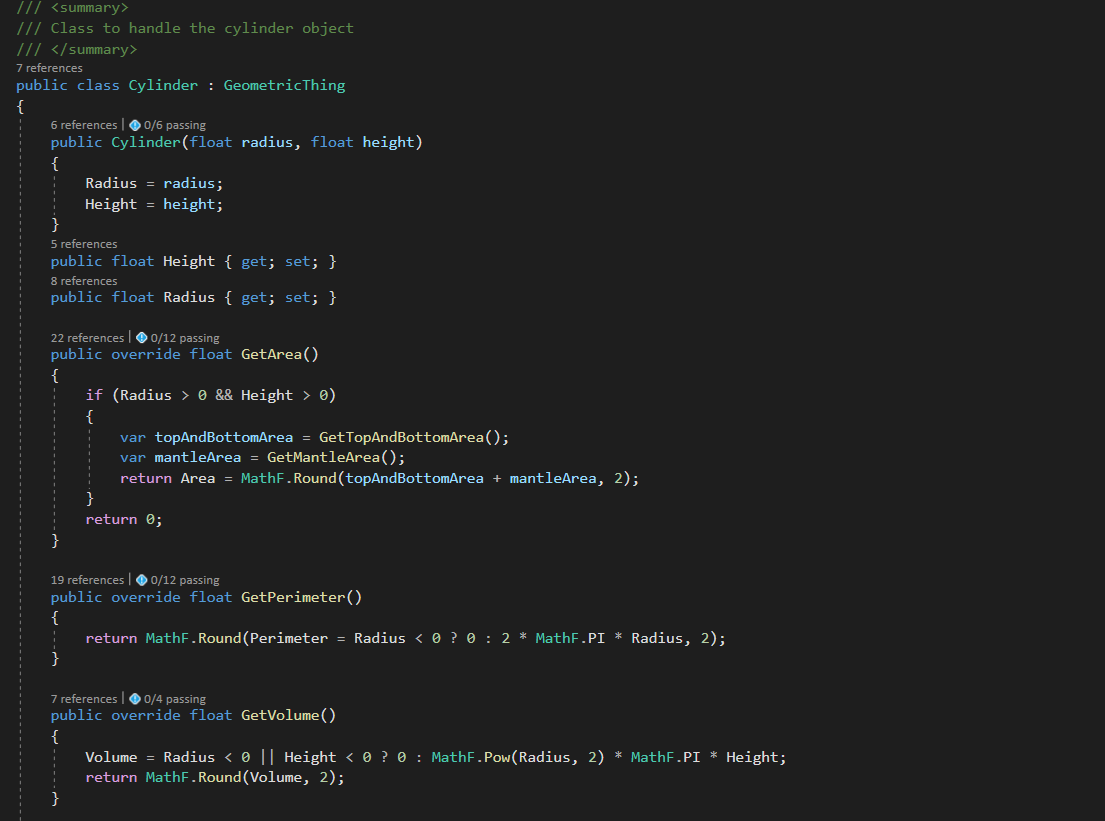 /// <summary>
/// Class to handle the cylinder object
/// </summary>
7 references
public class Cylinder : GeometricThing
{
6 references | 0/6 passing
public Cylinder(float radius, float height)
{
Radius = radius;
Height = height;
}
5 references
public float Height { get; set; }
8 references
public float Radius { get; set; }
22 references | 0/12 passing
public override float GetArea()
{
if (Radius > 0 && Height > 0)
{
var topAndBottomArea = GetTopAndBottomArea();
var mantleArea = GetMantleArea();
return Area = MathF.Round(topAndBottomArea + mantleArea, 2);
}
return 0;
}
19 references | 0/12 passing
public override float GetPerimeter()
{
return MathF.Round(Perimeter = Radius < 0 ? 0 : 2 * MathF.PI * Radius, 2);
}
7 references | 0/4 passing
public override float GetVolume()
{
Volume = Radius < 0 || Height < 0 ? 0 : MathF.Pow(Radius, 2) * MathF.PI * Height;
return MathF.Round(Volume, 2);
}